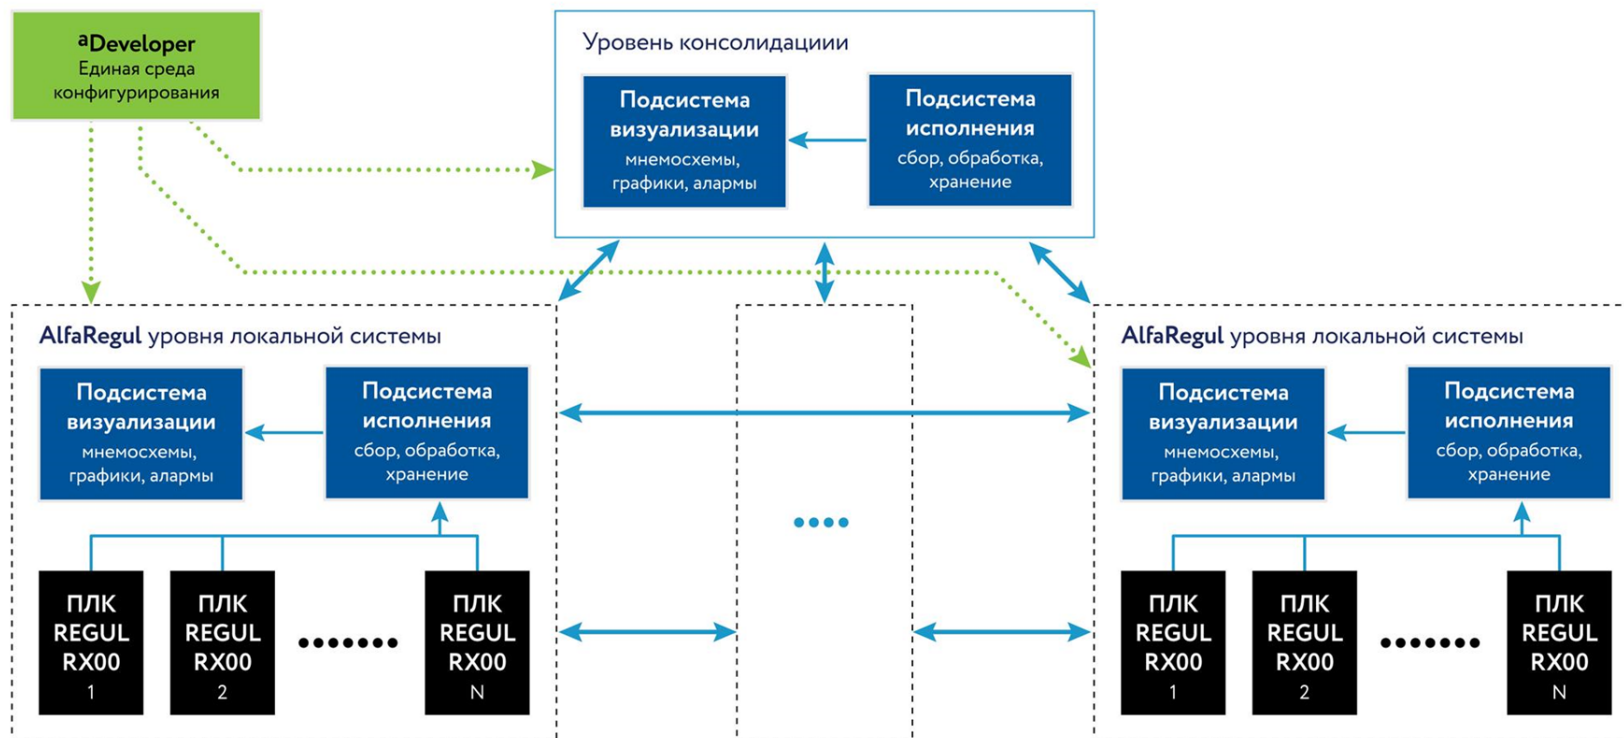 ᵃDeveloper
Единая среда
конфигурирования
Уровень консолидациии
Подсистема
визуализации
мнемосхемы,
графики, алармы
Подсистема
исполнения
сбор, обработка,
хранение
AlfaRegul уровня локальной системы
Подсистема
визуализации
мнемосхемы,
графики, алармы
Подсистема
исполнения
сбор, обработка,
хранение
ПЛК
REGUL
RX00
1
ПЛК
REGUL
RX00
2
ПЛК
REGUL
RX00
N
AlfaRegul уровня локальной системы
Подсистема
визуализации
мнемосхемы,
графики, алармы
Подсистема
исполнения
сбор, обработка,
хранение
ПЛК
REGUL
RX00
1
ПЛК
REGUL
RX00
2
ПЛК
REGUL
RX00
N